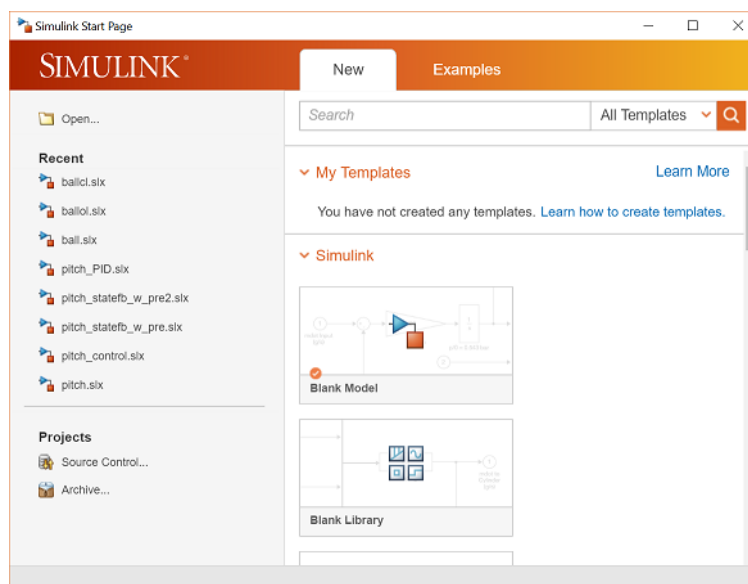 Simulink Start Page
SIMULINK®
New
Examples
Open...
Recent
ballcl.slx
ballol.slx
ball.slx
pitch_PID.slx
pitch_statefb_w_pre2.slx
pitch_statefb_w_pre.slx
pitch_control.slx
pitch.slx
Projects
Source Control...
Archive...
Search
All Templates
My Templates
Learn More
You have not created any templates. Learn how to create templates.
Simulink
Blank Model
Blank Library